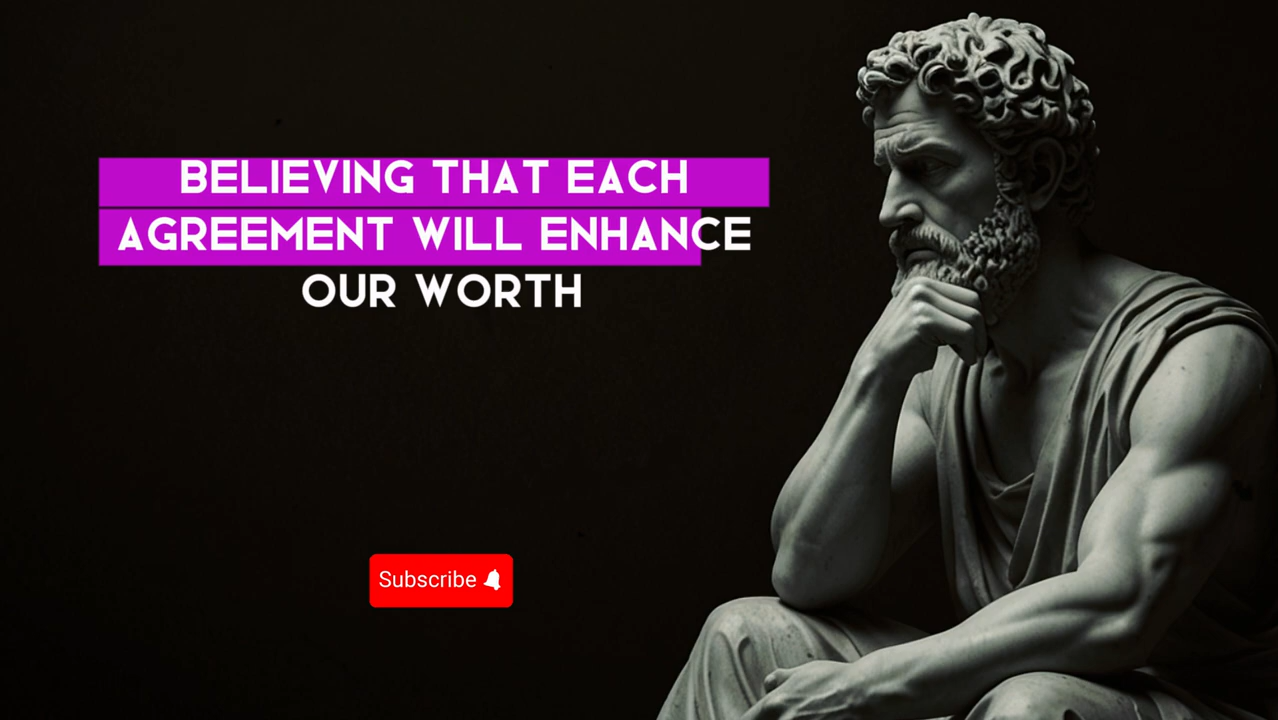 BELIEVING THAT EACH
AGREEMENT WILL ENHANCE
OUR WORTH
Subscribe